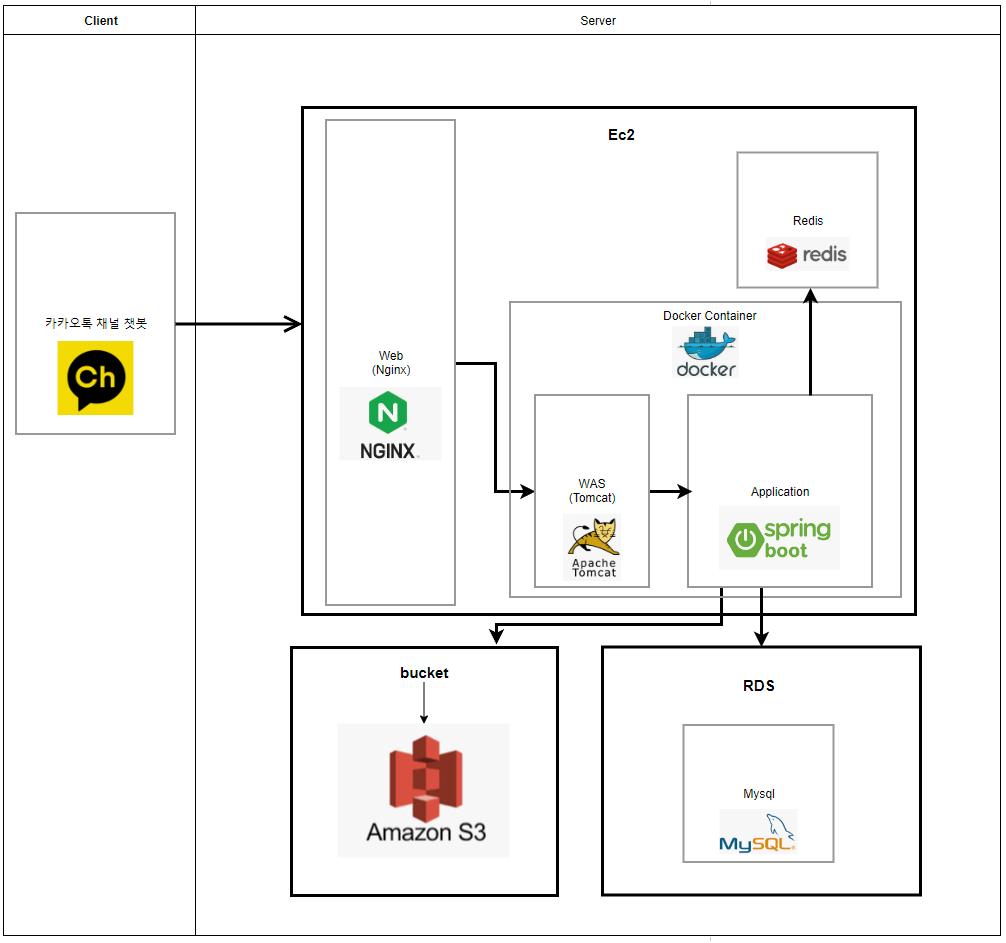 Client
Server
Ec2
Redis
redis
Docker Container
docker
카카오톡 채널 챗봇
Ch
Web
(Nginx)
N
NGINX
WAS
(Tomcat)
Apache
Tomcat
Application
spring
boot
bucket
Amazon S3
RDS
Mysql
MySQL